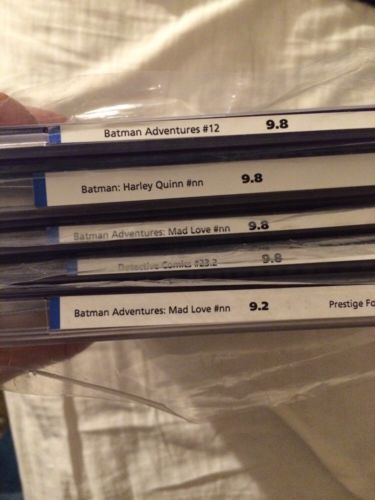 Batman Adventures #12 9.8
Batman: Harley Quinn #nn 9.8
Batman Adventures: Mad Love #nn 9.8
Detective Comics #23.2 9.8
Batman Adventures: Mad Love #nn 9.2 Prestige Fo